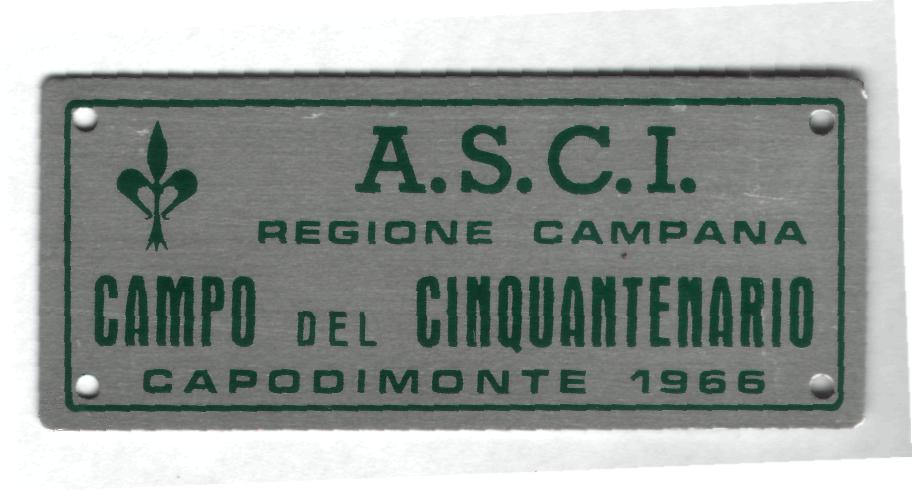 A.S.C.I.
REGIONE CAMPANA
CAMPO DEL CINQUANTENARIO
CAPODIMONTE 1966